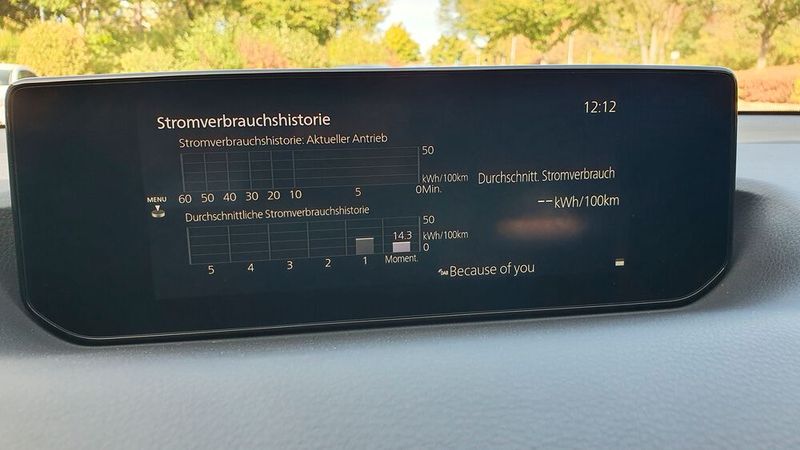 12:12
Stromverbrauchshistorie
Stromverbrauchshistorie: Aktueller Antrieb
50
kWh/100km
MENU
60 50 40 30 20 10 5 0Min.
Durchschnitt. Stromverbrauch
--kWh/100km
Durchschnittliche Stromverbrauchshistorie
50
14.3 kWh/100km
0
5 4 3 2 1 Moment.
Because of you